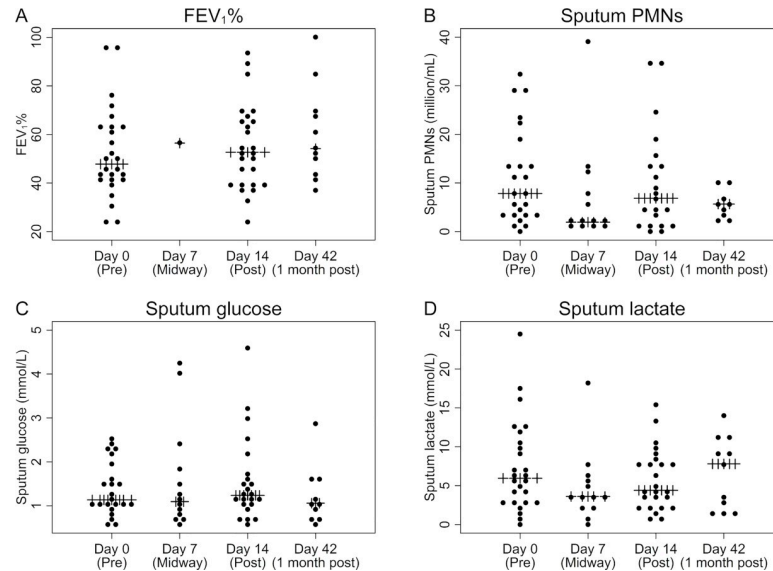 A
FEV₁%
FEV₁%
100
80
60
40
20
Day 0
(Pre)
Day 7
(Midway)
Day 14
(Post)
Day 42
(1 month post)
B
Sputum PMNs
Sputum PMNs (million/mL)
40
30
20
10
0
Day 0
(Pre)
Day 7
(Midway)
Day 14
(Post)
Day 42
(1 month post)
C
Sputum glucose
Sputum glucose (mmol/L)
5
4
3
2
1
Day 0
(Pre)
Day 7
(Midway)
Day 14
(Post)
Day 42
(1 month post)
D
Sputum lactate
Sputum lactate (mmol/L)
25
20
15
10
5
0
Day 0
(Pre)
Day 7
(Midway)
Day 14
(Post)
Day 42
(1 month post)